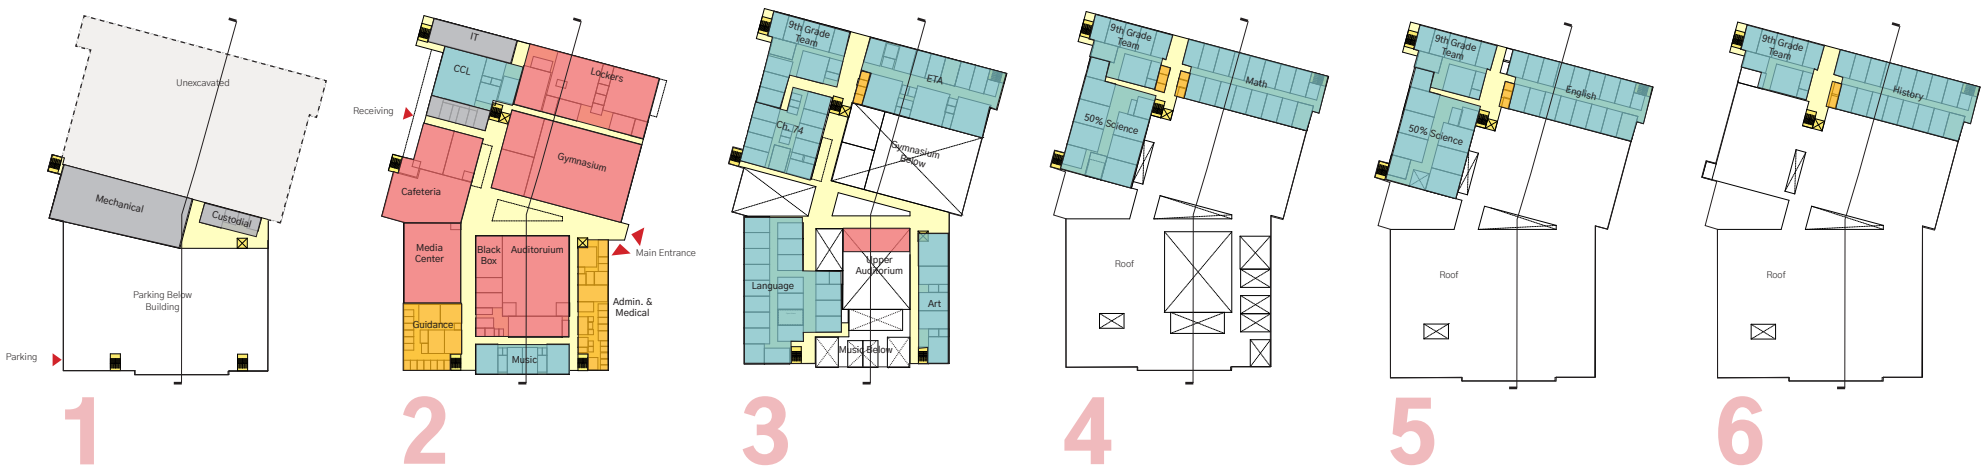 Unexcavated
Mechanical
Custodial
Parking Below
Building
Parking
1
IT
CCL
Lockers
Receiving
Gymnasium
Cafeteria
Media
Center
Black
Box
Auditoruium
Main Entrance
Admin. &
Medical
Guidance
Music
2
9th Grade
Team
ETA
Ch. 74
Gymnasium
Below
Upper
Auditorium
Language
Art
Music Below
3
9th Grade
Team
Math
50% Science
Roof
4
9th Grade
Team
English
50% Science
Roof
5
9th Grade
Team
History
Roof
6